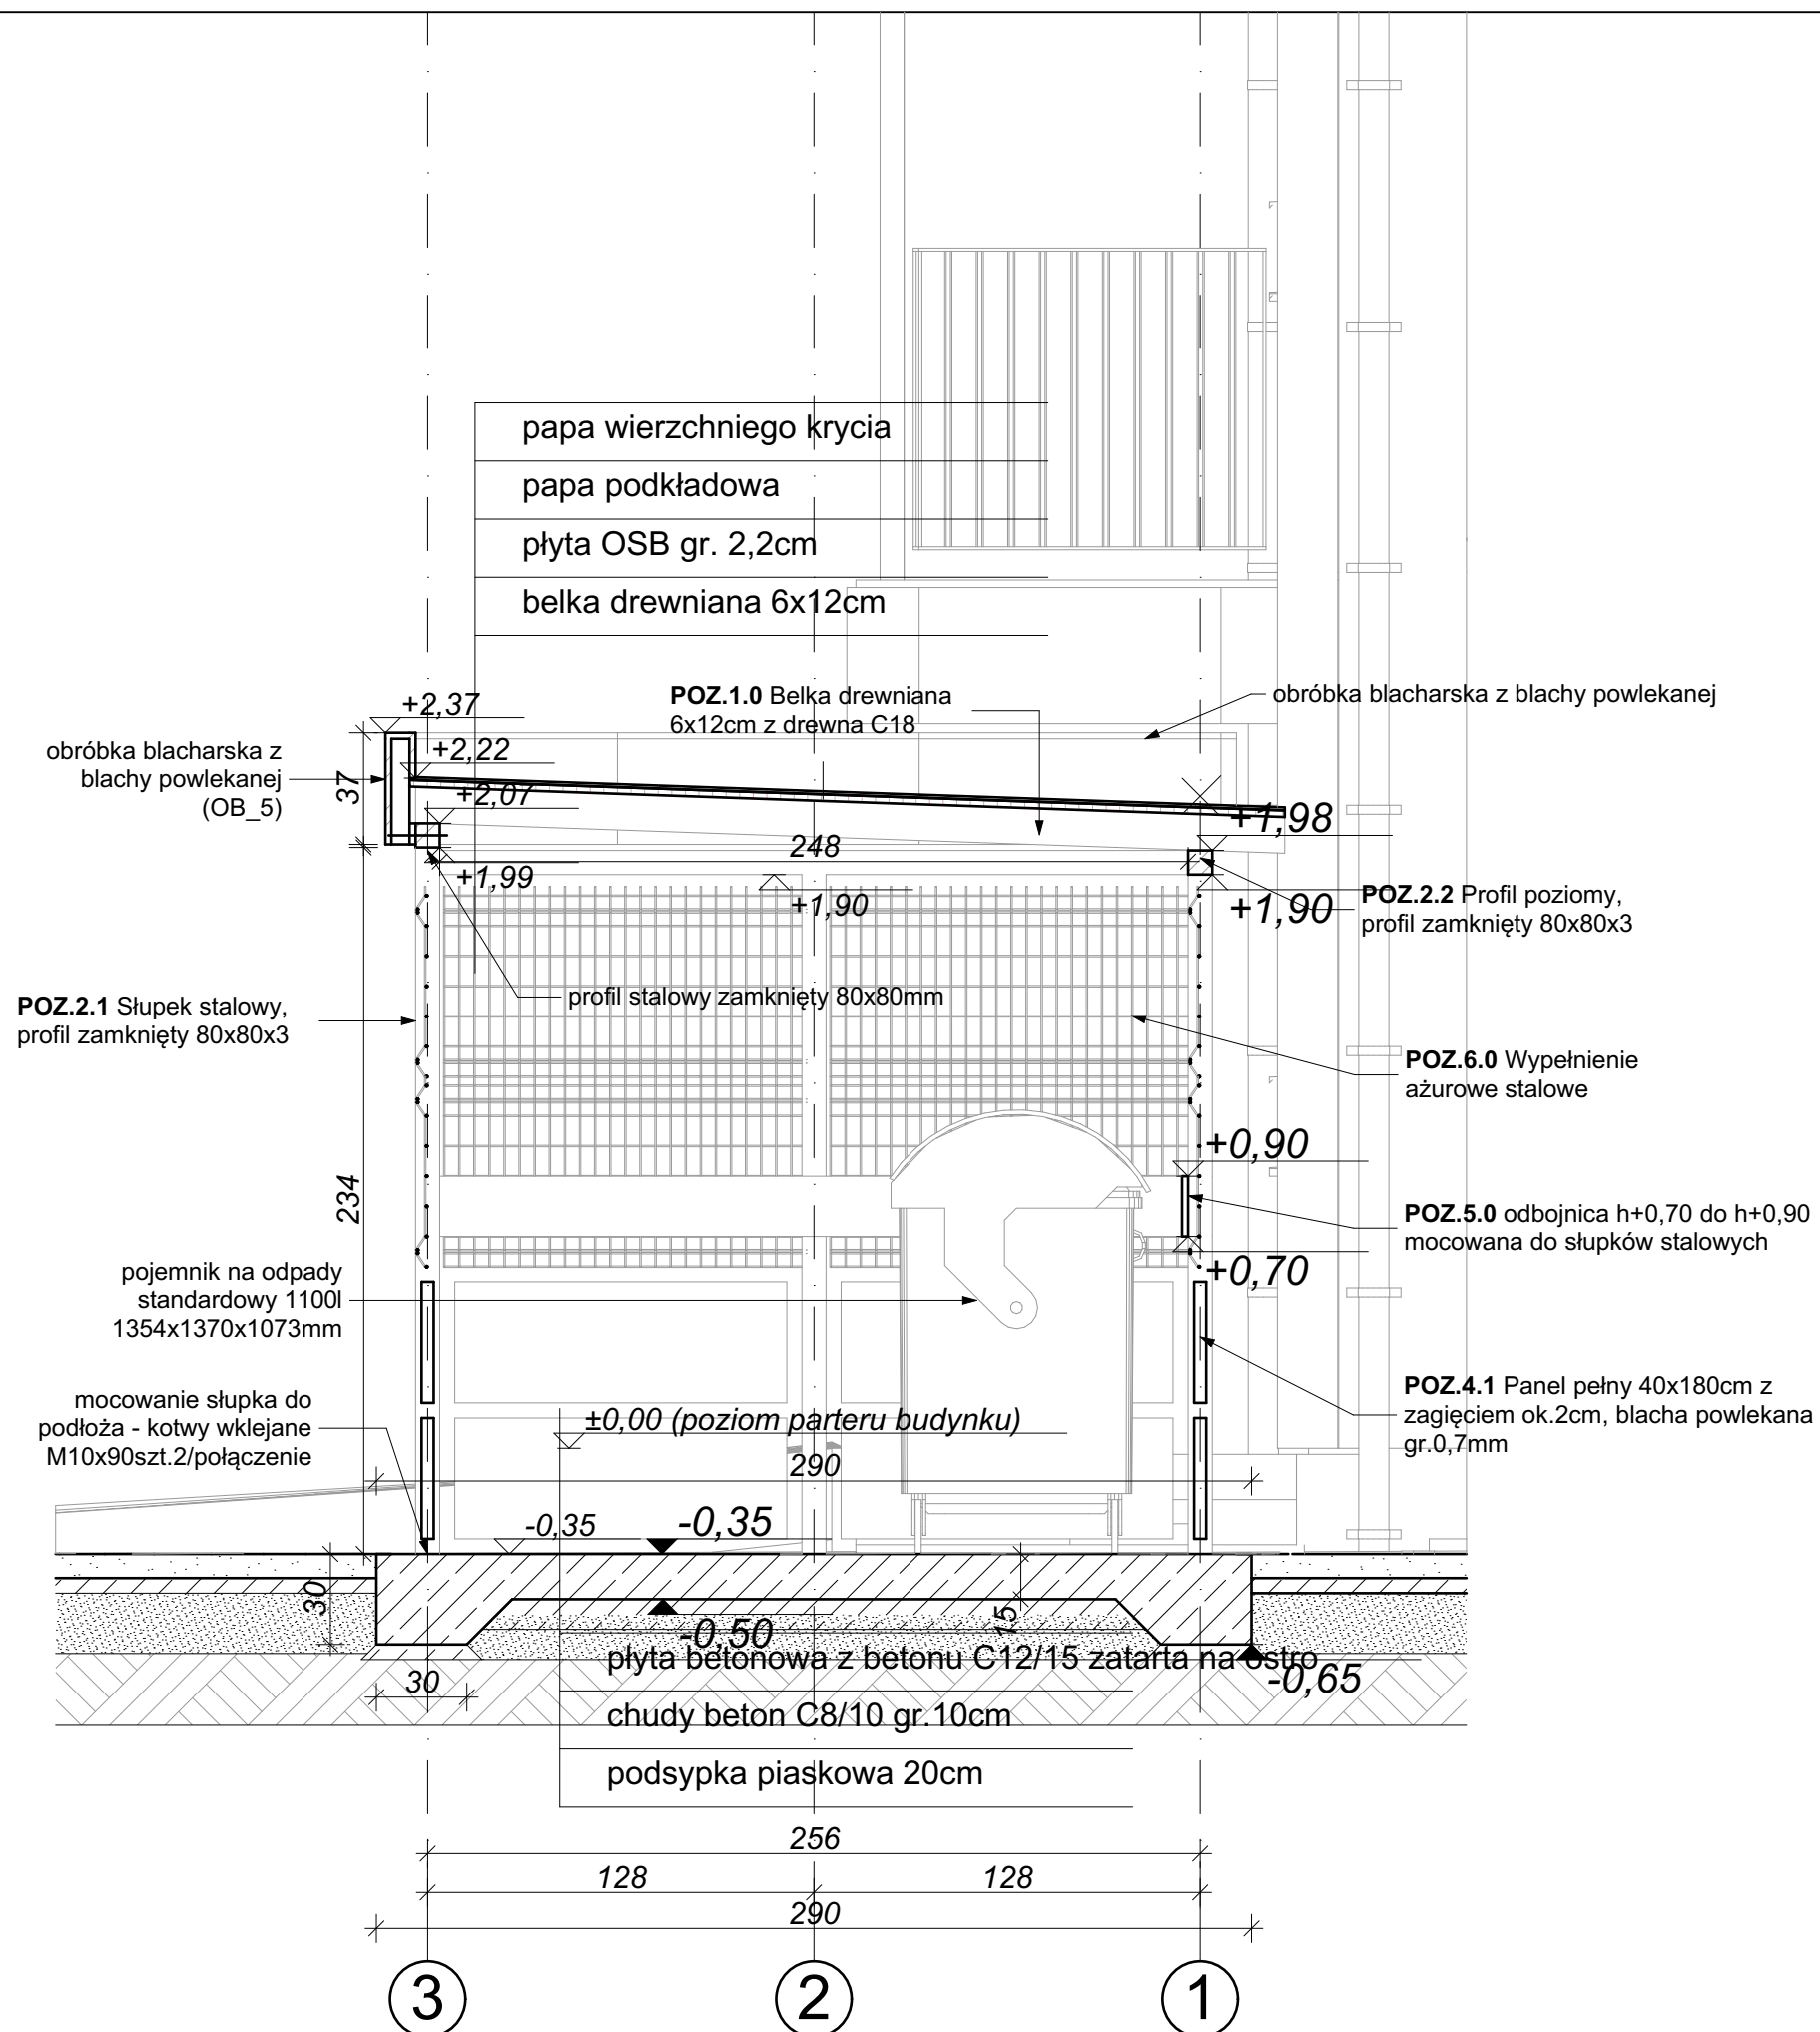 papa wierzchniego krycia
papa podkładowa
płyta OSB gr. 2,2cm
belka drewniana 6x12cm
POZ.1.0 Belka drewniana
6x12cm z drewna C18
obróbka blacharska z blachy powlekanej
+2,37
obróbka blacharska z
blachy powlekanej
(OB_5)
37
+2,22
+2,07
+1,98
248
+1,99
+1,90
+1,90
POZ.2.2 Profil poziomy,
profil zamknięty 80x80x3
POZ.2.1 Słupek stalowy,
profil zamknięty 80x80x3
profil stalowy zamknięty 80x80mm
POZ.6.0 Wypełnienie
ażurowe stalowe
+0,90
234
POZ.5.0 odbojnica h+0,70 do h+0,90
mocowana do słupków stalowych
+0,70
pojemnik na odpady
standardowy 1100l
1354x1370x1073mm
POZ.4.1 Panel pełny 40x180cm z
zagięciem ok.2cm, blacha powlekana
gr.0,7mm
mocowanie słupka do
podłoża - kotwy wklejane
M10x90szt.2/połączenie
±0,00 (poziom parteru budynku)
290
-0,35
-0,35
30
15
-0,50
płyta betonowa z betonu C12/15 zatarta na ostro
-0,65
30
chudy beton C8/10 gr.10cm
podsypka piaskowa 20cm
256
128
128
290
3
2
1